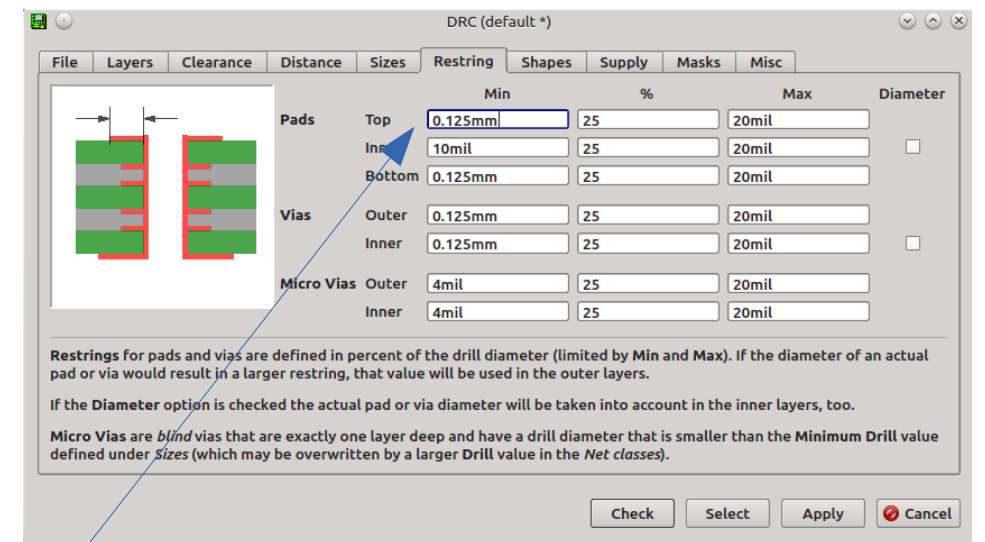 DRC (default *)
File Layers Clearance Distance Sizes Restring Shapes Supply Masks Misc
Min % Max Diameter
Pads Top 0.125mm 25 20mil
Inn 10mil 25 20mil
Bottom 0.125mm 25 20mil
Vias Outer 0.125mm 25 20mil
Inner 0.125mm 25 20mil
Micro Vias Outer 4mil 25 20mil
Inner 4mil 25 20mil
Restrings for pads and vias are defined in percent of the drill diameter (limited by Min and Max). If the diameter of an actual
pad or via would result in a larger restring, that value will be used in the outer layers.
If the Diameter option is checked the actual pad or via diameter will be taken into account in the inner layers, too.
Micro Vias are blind vias that are exactly one layer deep and have a drill diameter that is smaller than the Minimum Drill value
defined under Sizes (which may be overwritten by a larger Drill value in the Net classes).
Check Select Apply Cancel